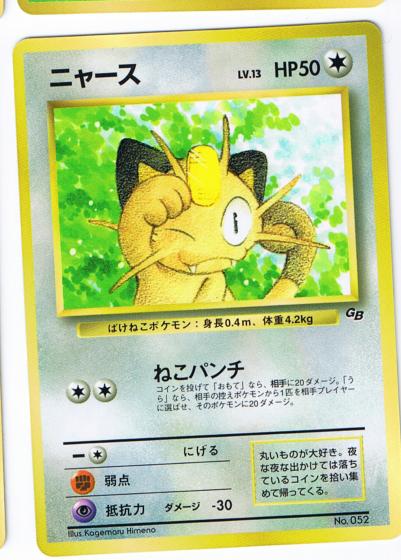 ニャース LV.13 HP50
GB
ばけねこポケモン：身長0.4m、体重4.2kg
ねこパンチ
コインを投げて「おもて」なら、相手に20ダメージ。「う
ら」なら、相手の控えポケモンから1匹を相手プレイヤー
に選ばせ、そのポケモンに20ダメージ。
にげる
弱点
抵抗力 ダメージ -30
丸いものが大好き。夜
な夜な出かけては落ち
ているコインを拾い集
めて帰ってくる。
Illus. Kagemaru Himeno
No. 052